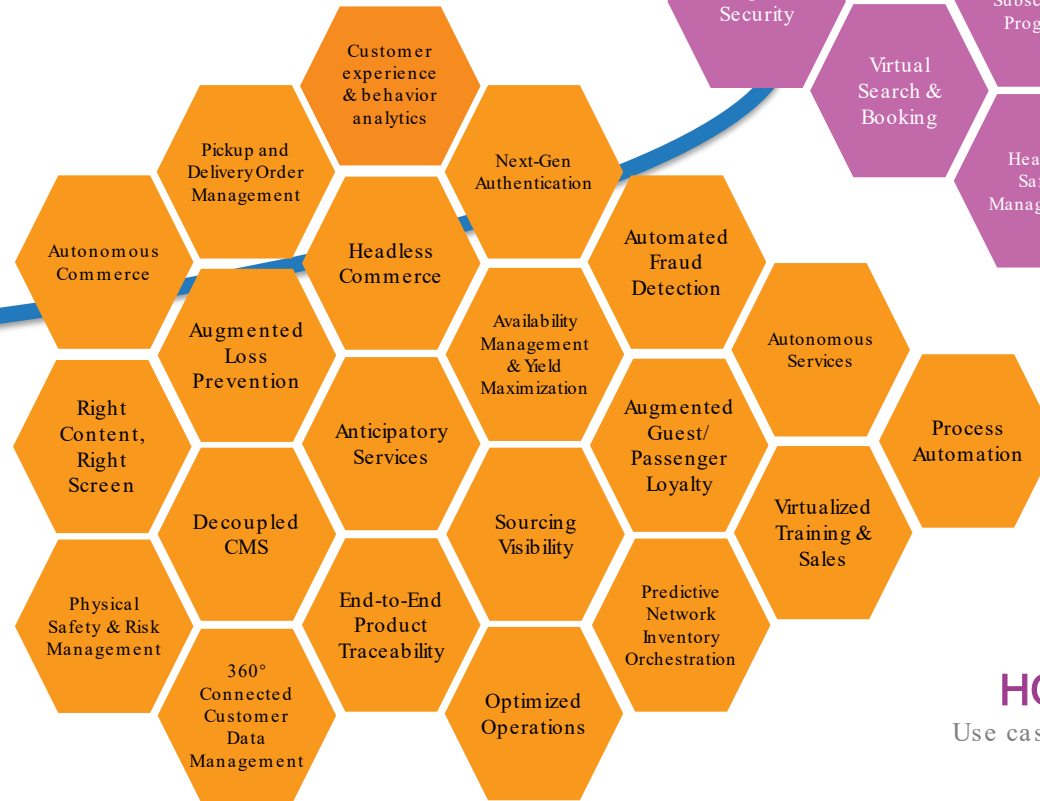 Security
Virtual
Search &
Booking
Customer
experience
& behavior
analytics
Pickup and
Delivery Order
Management
Next-Gen
Authentication
Autonomous
Commerce
Headless
Commerce
Automated
Fraud
Detection
Augmented
Loss
Prevention
Availability
Management
& Yield
Maximization
Autonomous
Services
Right
Content,
Right
Screen
Anticipatory
Services
Augmented
Guest/
Passenger
Loyalty
Process
Automation
Decoupled
CMS
Sourcing
Visibility
Virtualized
Training &
Sales
Physical
Safety & Risk
Management
End-to-End
Product
Traceability
Predictive
Network
Inventory
Orchestration
360°
Connected
Customer
Data
Management
Optimized
Operations
Use